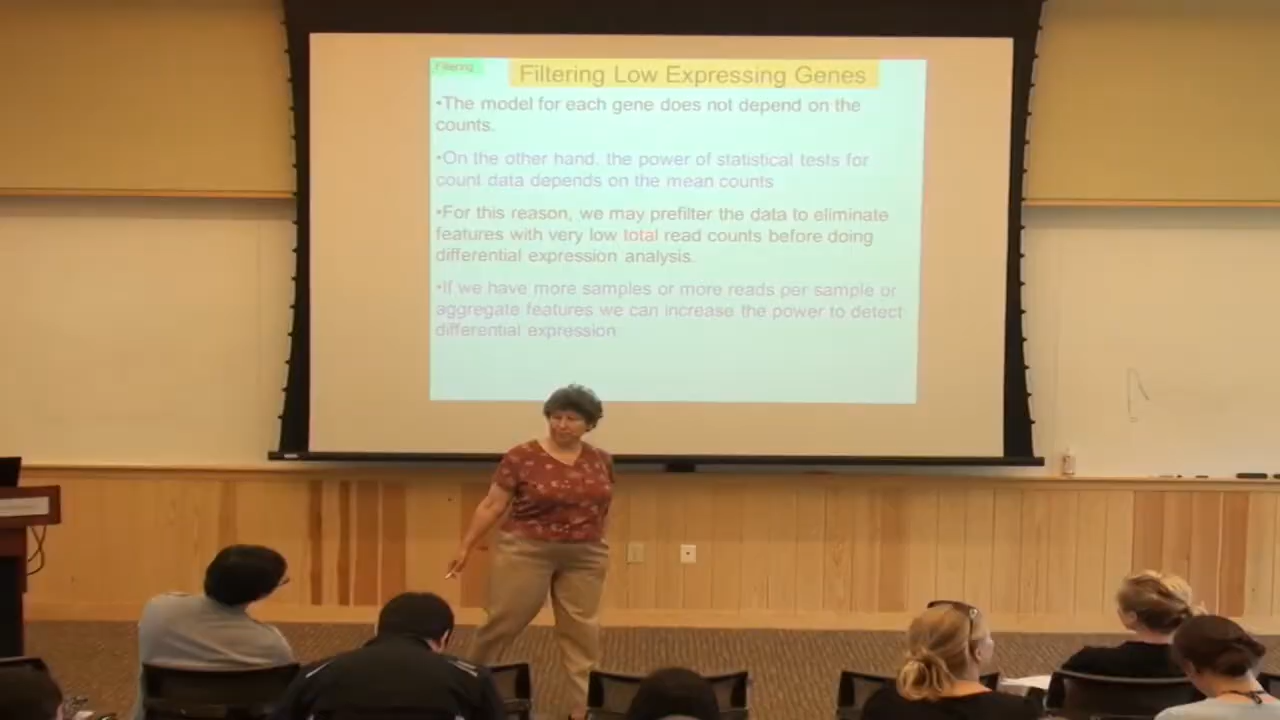 Filtering
Filtering Low Expressing Genes
•The model for each gene does not depend on the
counts.
•On the other hand, the power of statistical tests for
count data depends on the mean counts
•For this reason, we may prefilter the data to eliminate
features with very low total read counts before doing
differential expression analysis.
•If we have more samples or more reads per sample or
aggregate features we can increase the power to detect
differential expression